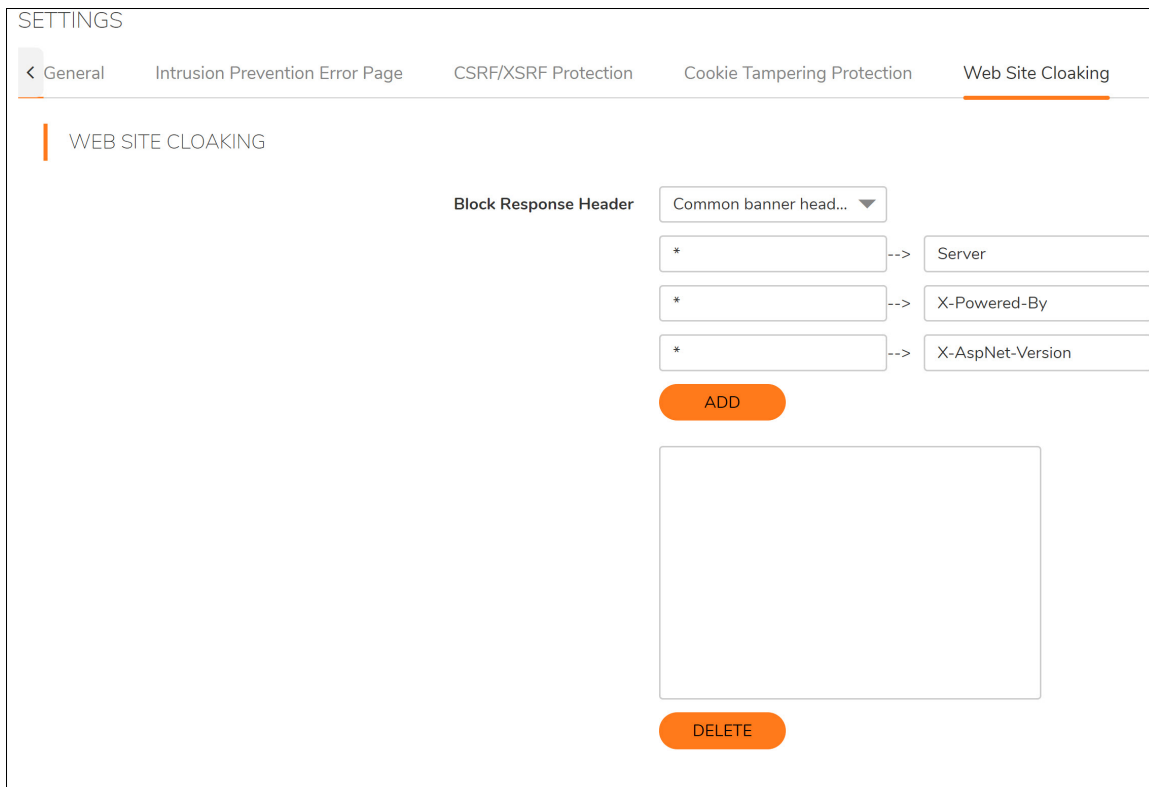 SETTINGS
< General Intrusion Prevention Error Page CSRF/XSRF Protection Cookie Tampering Protection Web Site Cloaking
WEB SITE CLOAKING
Block Response Header Common banner head...
* --> Server
* --> X-Powered-By
* --> X-AspNet-Version
ADD
DELETE